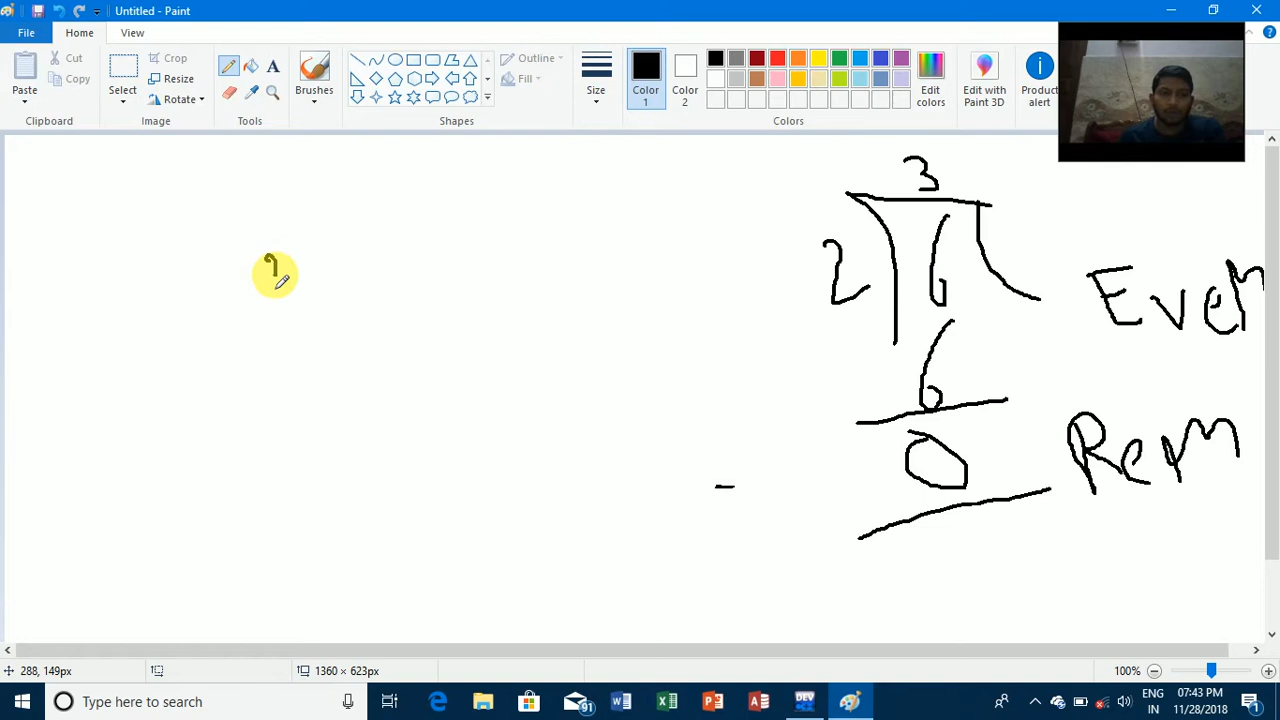 Untitled - Paint
File Home View
Paste
Cut
Copy
Clipboard
Select
Crop
Resize
Rotate
Image
Tools
Brushes
Shapes
Outline
Fill
Size
Color 1
Color 2
Colors
Edit colors
Edit with Paint 3D
Product alert
3
2 6 Even
6
0 Rem
-
288, 149px
1360 × 623px
100%
Type here to search
91
DEV
ENG
IN
07:43 PM
11/28/2018
1